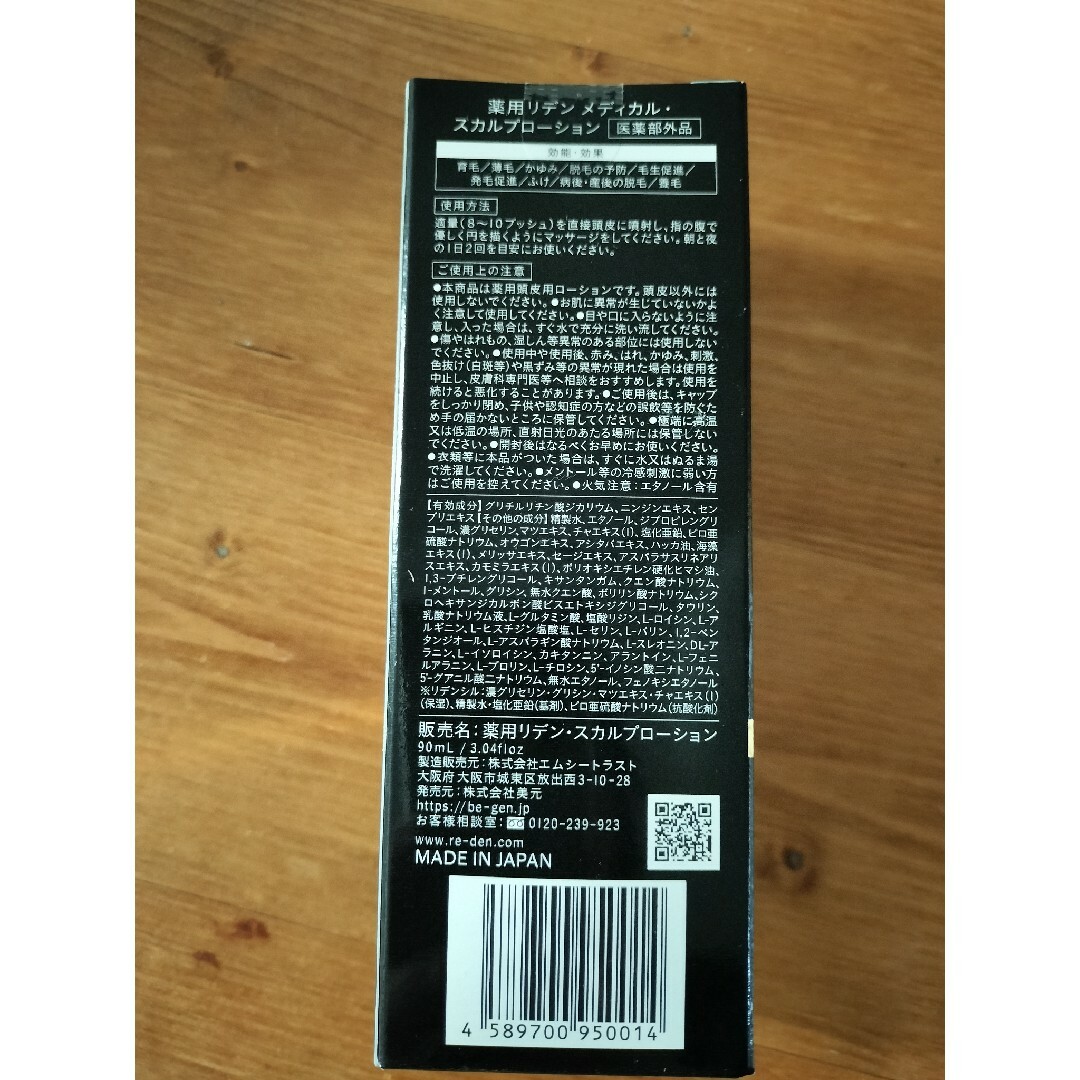 薬用リデン メディカル・
スカルプローション 医薬部外品
効能・効果
育毛/薄毛/かゆみ/脱毛の予防/毛生促進/
発毛促進/ふけ/病後・産後の脱毛/養毛
使用方法
適量(8〜10プッシュ)を直接頭皮に噴射し、指の腹で
優しく円を描くようにマッサージをしてください。朝と夜
の1日2回を目安にお使いください。
ご使用上の注意
●本商品は薬用頭皮用ローションです。頭皮以外には
使用しないでください。●お肌に異常が生じていないかよ
く注意して使用してください。●目や口に入らないように注
意し、入った場合は、すぐ水で充分に洗い流してください。
●傷やはれもの、湿しん等異常のある部位には使用しない
でください。●使用中や使用後、赤み、はれ、かゆみ、刺激、
色抜け(白斑等)や黒ずみ等の異常が現れた場合は使用を
中止し、皮膚科専門医等へ相談をおすすめします。使用を
続けると悪化することがあります。●ご使用後は、キャップ
をしっかり閉め、子供や認知症の方などの誤飲等を防ぐた
め手の届かないところに保管してください。●極端に高温
又は低温の場所、直射日光のあたる場所には保管しない
でください。●開封後はなるべくお早めにお使いください。
●衣類等に本品がついた場合は、すぐに水又はぬるま湯
で洗濯してください。●メントール等の冷感刺激に弱い方
はご使用を控えてください。●火気注意:エタノール含有
【有効成分】グリチルリチン酸ジカリウム、ニンジンエキス、セン
ブリエキス【その他の成分】精製水、エタノール、ジプロピレングリ
コール、濃グリセリン、マツエキス、チャエキス(1)、塩化亜鉛、ピロ亜
硫酸ナトリウム、オウゴンエキス、アシタバエキス、ハッカ油、海藻
エキス(1)、メリッサエキス、セージエキス、アスパラサスリネアリ
スエキス、カモミラエキス(1)、ポリオキシエチレン硬化ヒマシ油、
1,3-ブチレングリコール、キサンタンガム、クエン酸ナトリウム、
l-メントール、グリシン、無水クエン酸、ポリリン酸ナトリウム、シク
ロヘキサンジカルボン酸ビスエトキシジグリコール、タウリン、
乳酸ナトリウム液、L-グルタミン酸、塩酸リジン、L-ロイシン、L-ア
ルギニン、L-ヒスチジン塩酸塩、L-セリン、L-バリン、1,2-ペン
タンジオール、L-アスパラギン酸ナトリウム、L-スレオニン、DL-ア
ラニン、L-イソロイシン、カキタンニン、アラントイン、L-フェニ
ルアラニン、L-プロリン、L-チロシン、5'-イノシン酸二ナトリウム、
5'-グアニル酸二ナトリウム、無水エタノール、フェノキシエタノール
※リデンシル:濃グリセリン・グリシン・マツエキス・チャエキス(1)
(保湿)、精製水・塩化亜鉛(基剤)、ピロ亜硫酸ナトリウム(抗酸化剤)
販売名:薬用リデン・スカルプローション
90mL / 3.04floz
製造販売元:株式会社エムシートラスト
大阪府大阪市城東区放出西3-10-28
発売元:株式会社美元
https://be-gen.jp
お客様相談室: 0120-239-923
www.re-den.com
MADE IN JAPAN
4 589700 950014